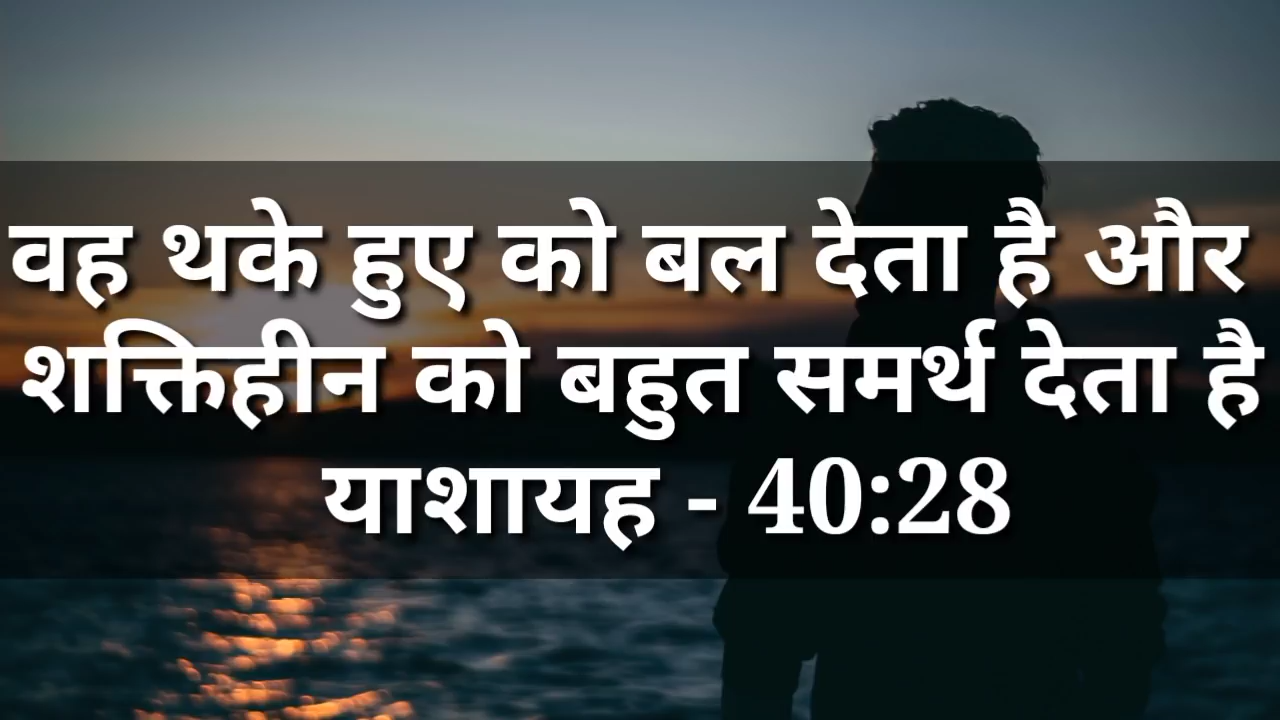 वह थके हुए को बल देता है और
शक्तिहीन को बहुत समर्थ देता है
याशायह - 40:28